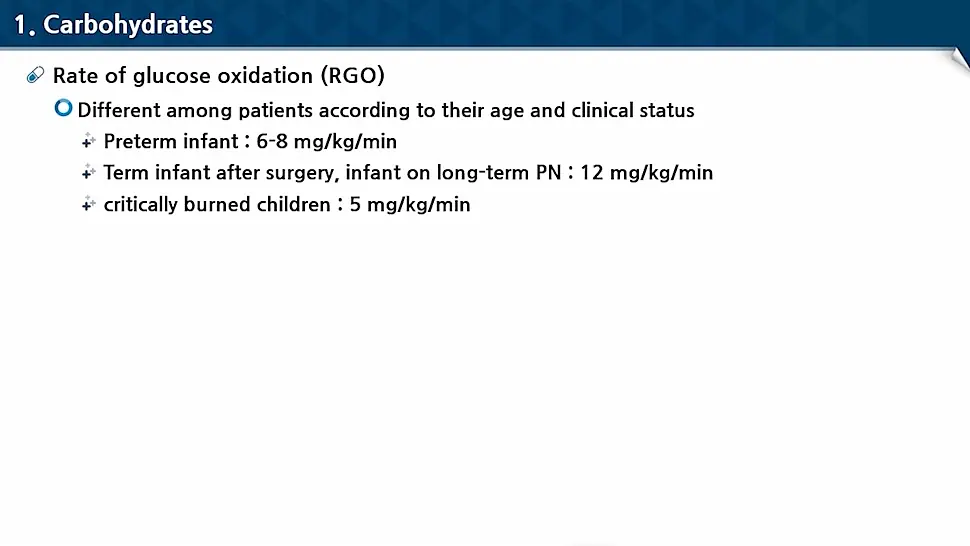 1. Carbohydrates
Rate of glucose oxidation (RGO)
Different among patients according to their age and clinical status
Preterm infant : 6-8 mg/kg/min
Term infant after surgery, infant on long-term PN : 12 mg/kg/min
critically burned children : 5 mg/kg/min